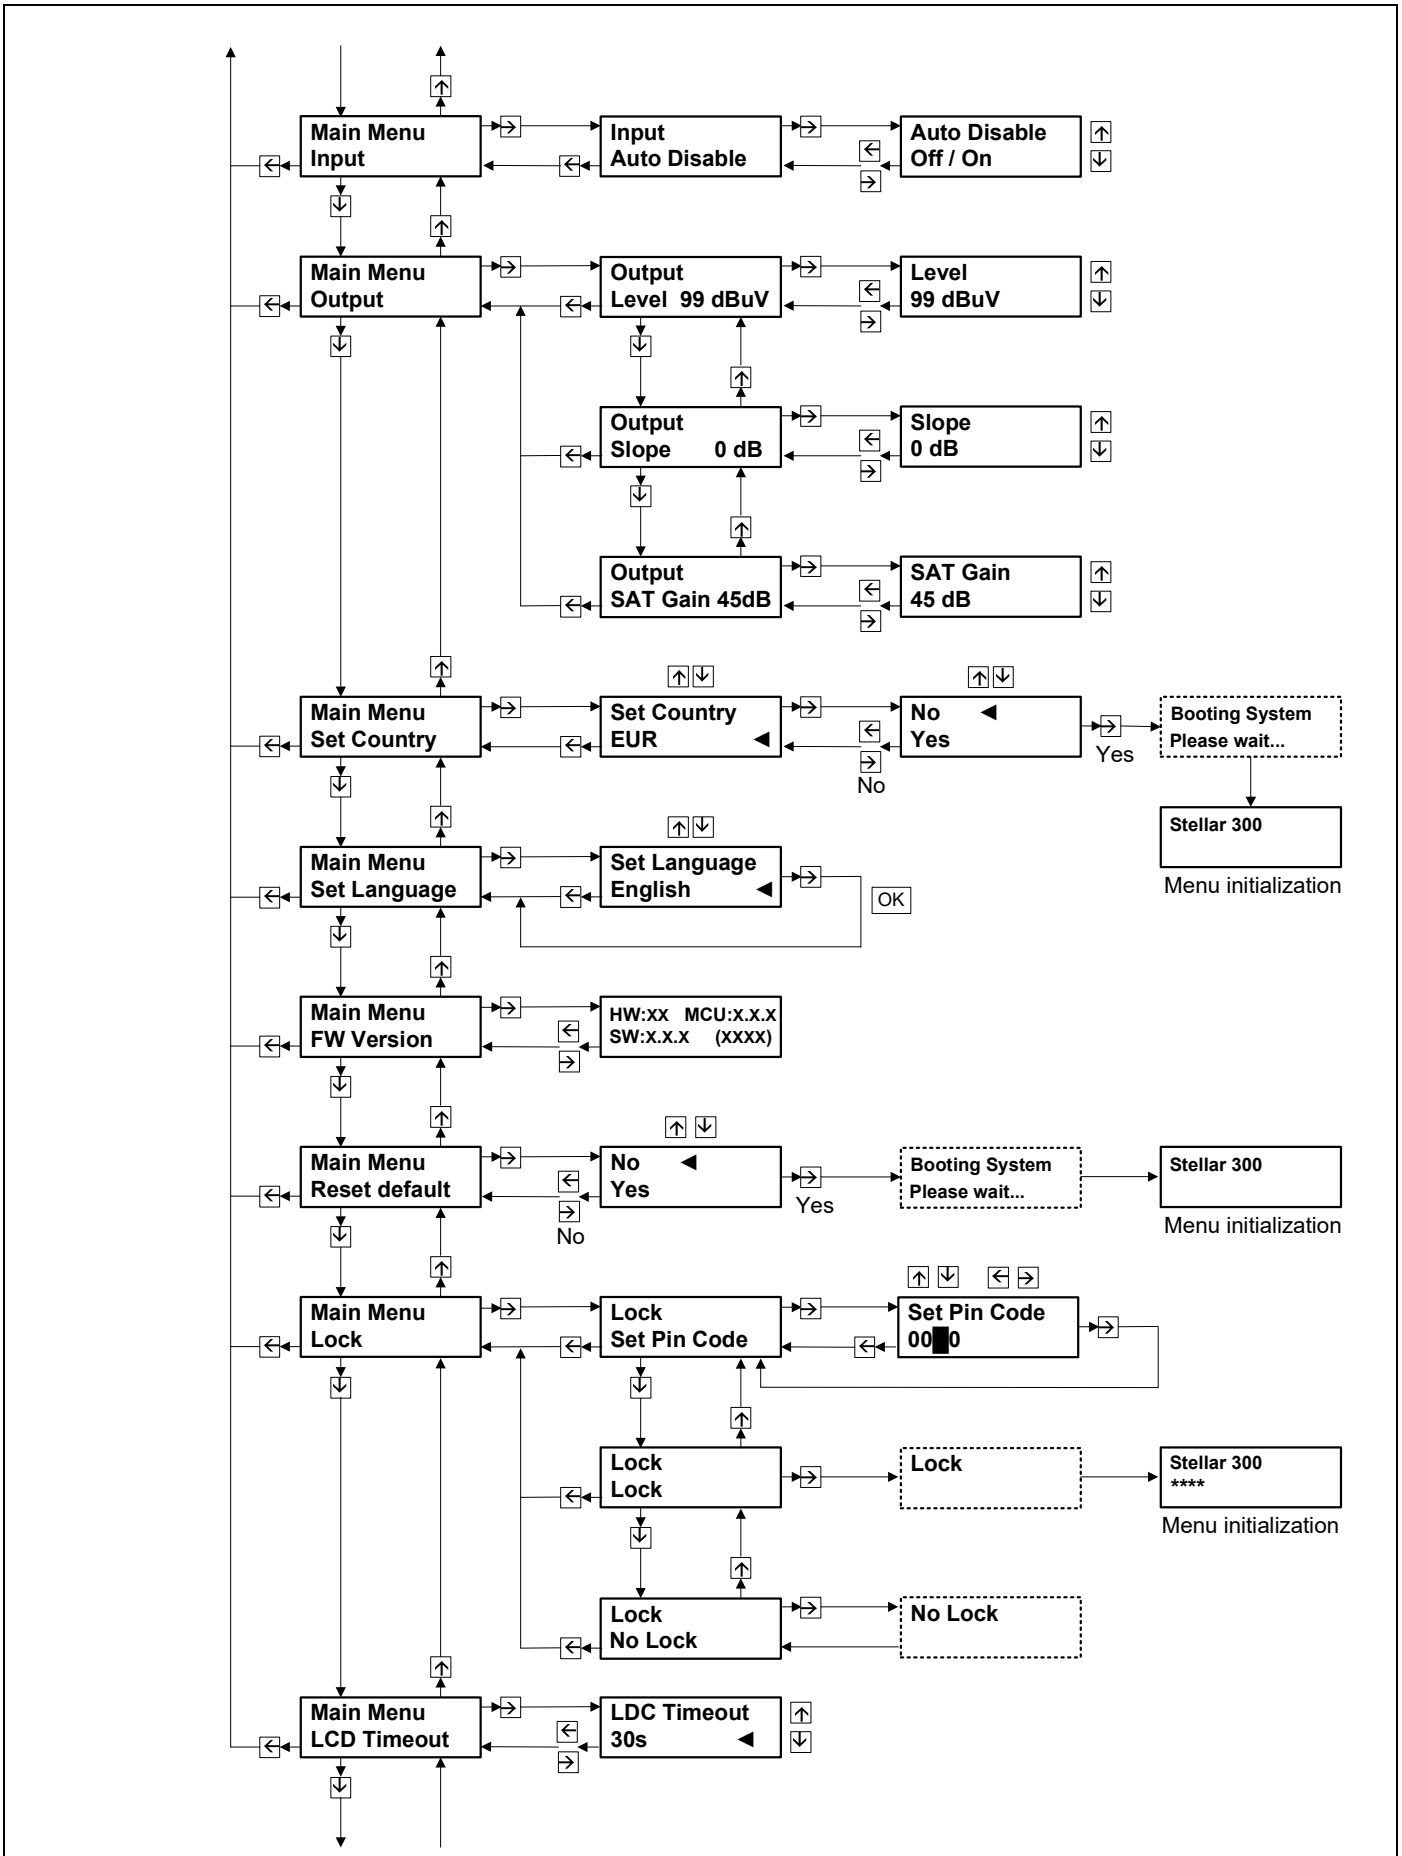 Main Menu
Input
Input
Auto Disable
Auto Disable
Off / On
Main Menu
Output
Output
Level 99 dBuV
Level
99 dBuV
Output
Slope 0 dB
Slope
0 dB
Output
SAT Gain 45dB
SAT Gain
45 dB
Main Menu
Set Country
Set Country
EUR ◄
No ◄
Yes
No
Yes
Booting System
Please wait...
Stellar 300
Menu initialization
Main Menu
Set Language
Set Language
English ◄
OK
Main Menu
FW Version
HW:XX MCU:X.X.X
SW:X.X.X (XXXX)
Main Menu
Reset default
No ◄
Yes
No
Yes
Booting System
Please wait...
Stellar 300
Menu initialization
Main Menu
Lock
Lock
Set Pin Code
Set Pin Code
00█0
Lock
Lock
Lock
Stellar 300
****
Menu initialization
Lock
No Lock
No Lock
Main Menu
LCD Timeout
LDC Timeout
30s ◄